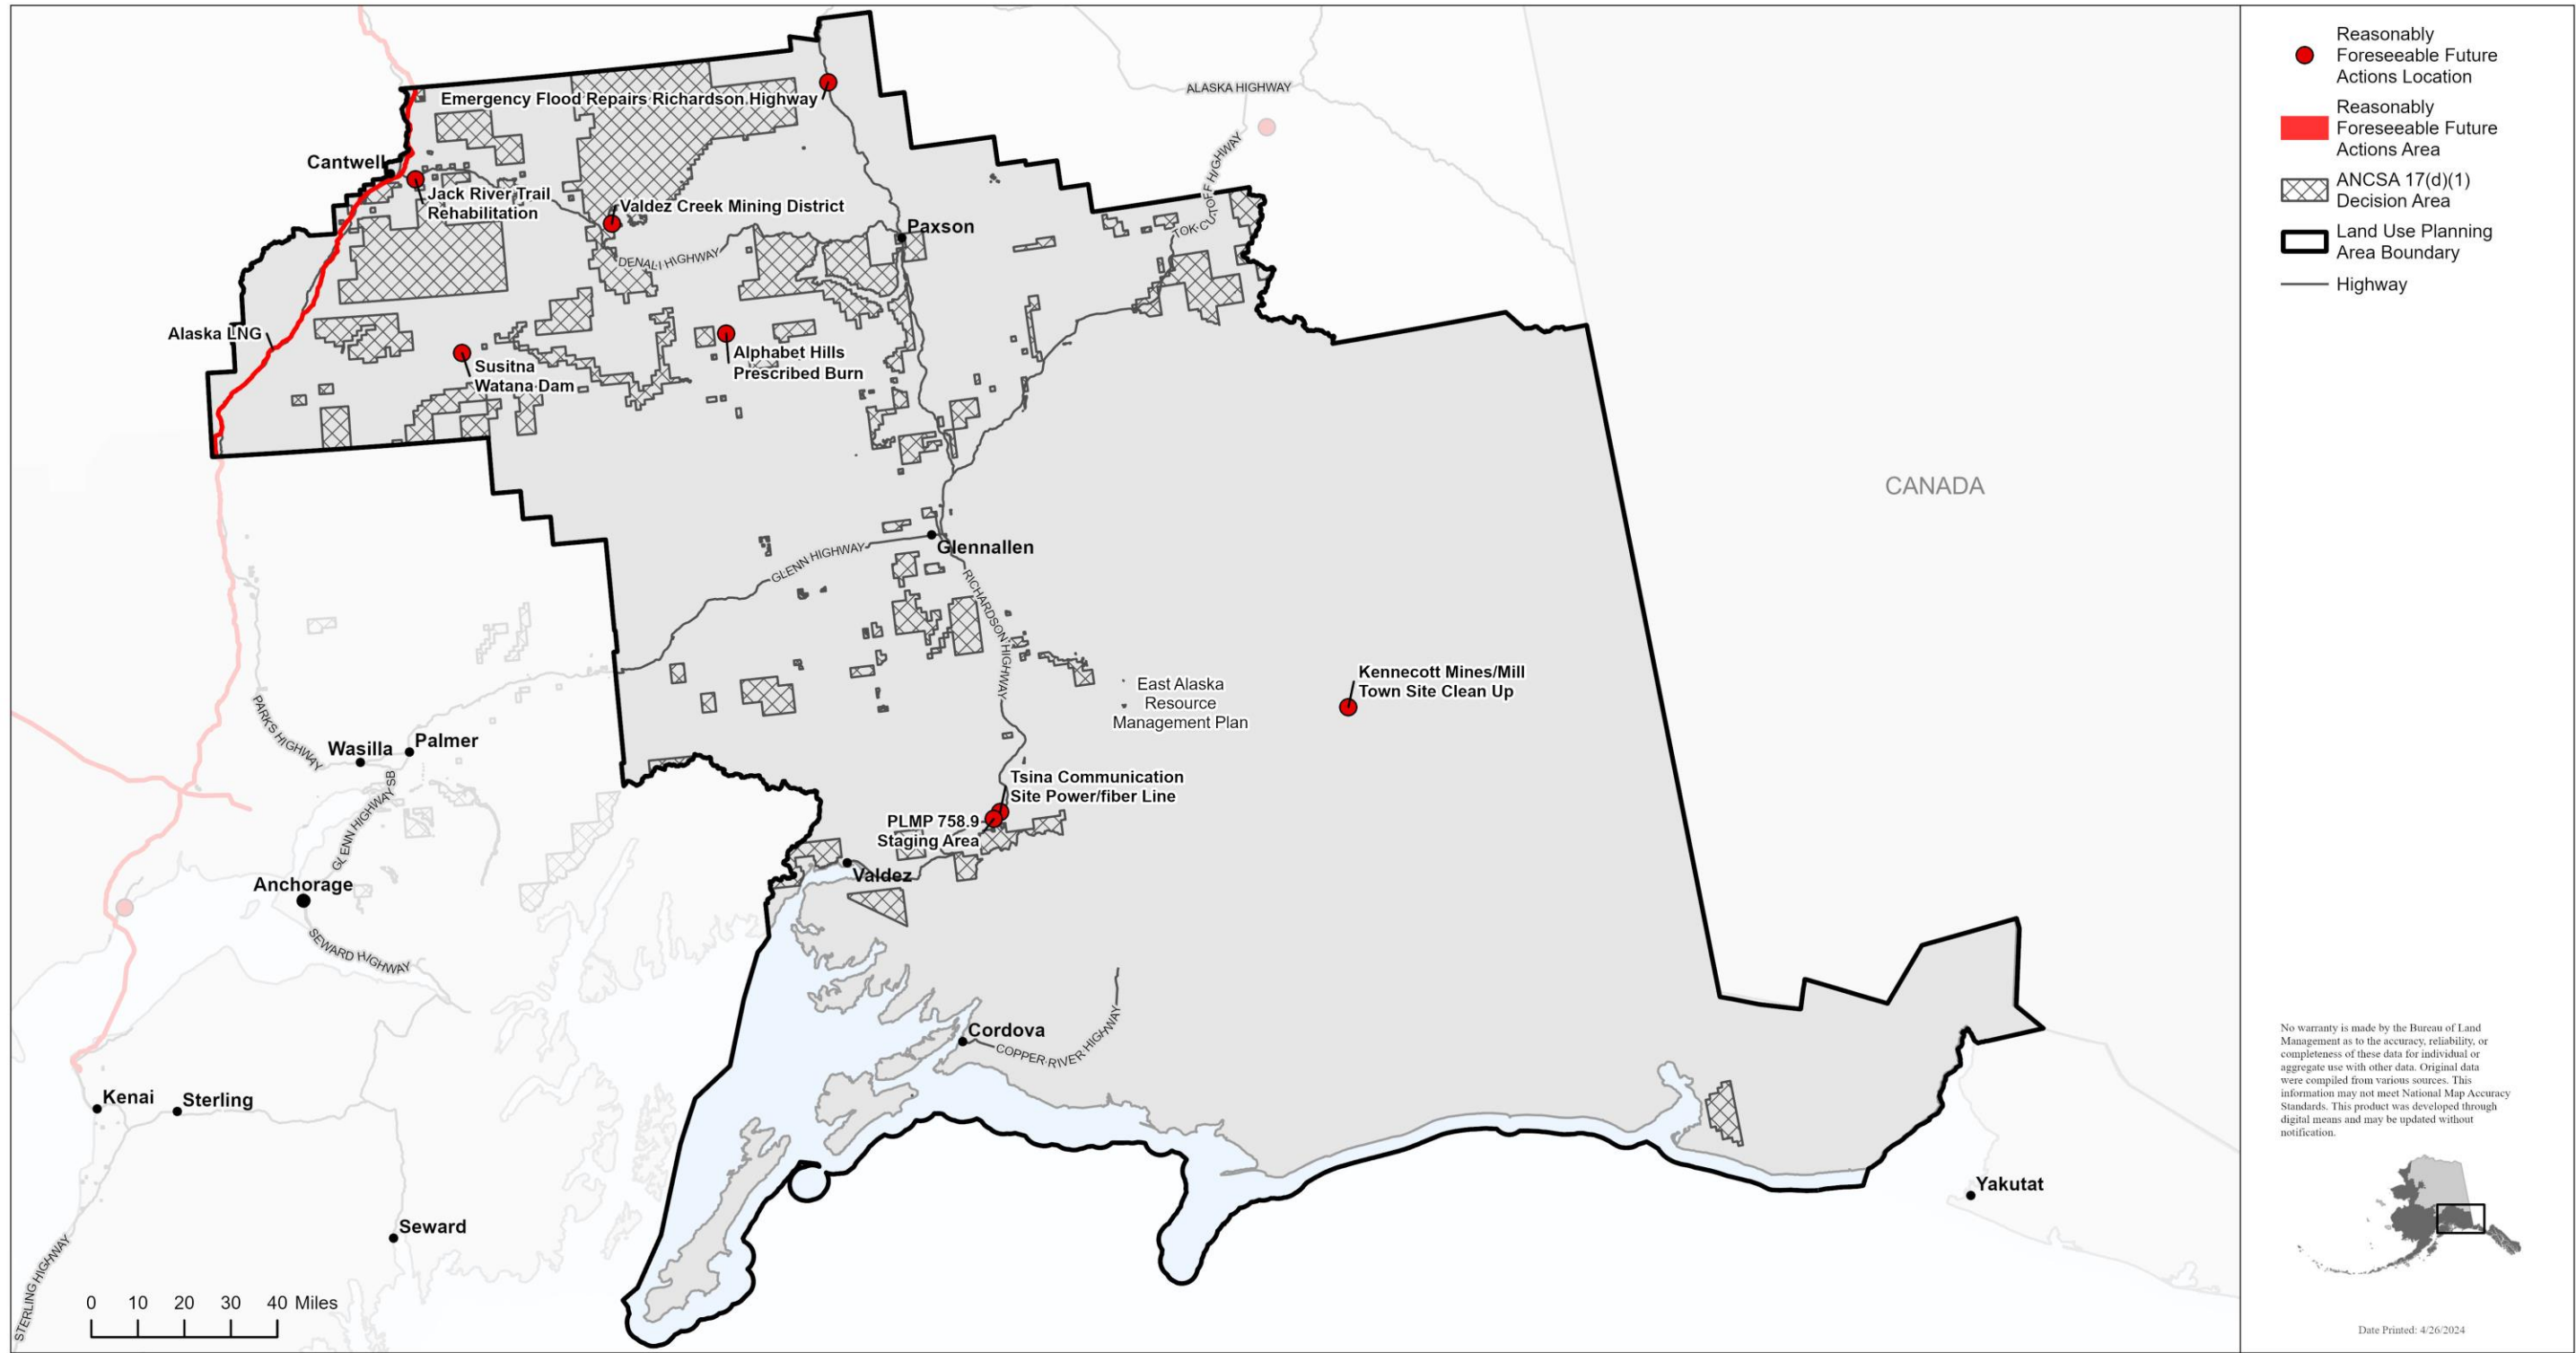 ALASKA HIGHWAY
Emergency Flood Repairs Richardson Highway
TOK CUTOFF HIGHWAY
Cantwell
Jack River Trail
Rehabilitation
Valdez Creek Mining District
Paxson
DENALI HIGHWAY
Alaska LNG
Susitna
Watana Dam
Alphabet Hills
Prescribed Burn
CANADA
Glennallen
GLENN HIGHWAY
RICHARDSON HIGHWAY
East Alaska
Resource
Management Plan
Kennecott Mines/Mill
Town Site Clean Up
PARKS HIGHWAY
Wasilla
Palmer
GLENN HIGHWAY SB
Tsina Communication
Site Power/fiber Line
PLMP 758.9
Staging Area
Valdez
Anchorage
SEWARD HIGHWAY
Cordova
COPPER RIVER HIGHWAY
Kenai
Sterling
Yakutat
Seward
STERLING HIGHWAY
0 10 20 30 40 Miles
Reasonably
Foreseeable Future
Actions Location
Reasonably
Foreseeable Future
Actions Area
ANCSA 17(d)(1)
Decision Area
Land Use Planning
Area Boundary
Highway
No warranty is made by the Bureau of Land
Management as to the accuracy, reliability, or
completeness of these data for individual or
aggregate use with other data. Original data
were compiled from various sources. This
information may not meet National Map Accuracy
Standards. This product was developed through
digital means and may be updated without
notification.
Date Printed: 4/26/2024